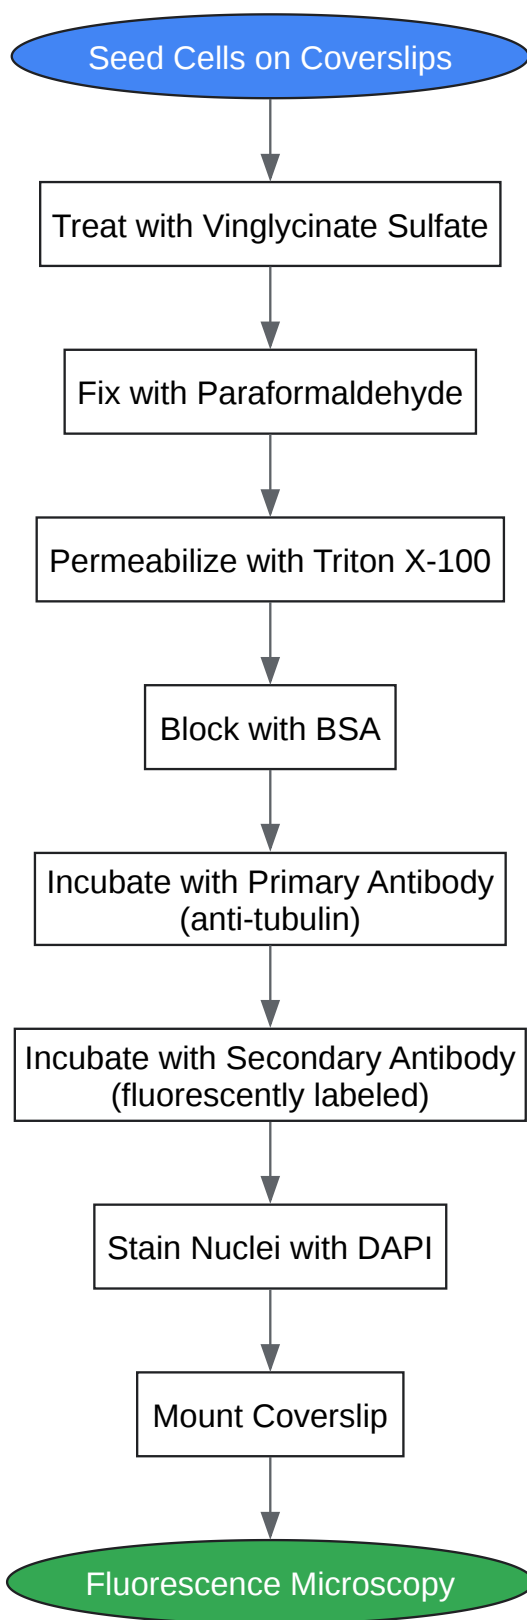 Seed Cells on Coverslips
Treat with Vinglycinate Sulfate
Fix with Paraformaldehyde
Permeabilize with Triton X-100
Block with BSA
Incubate with Primary Antibody
(anti-tubulin)
Incubate with Secondary Antibody
(fluorescently labeled)
Stain Nuclei with DAPI
Mount Coverslip
Fluorescence Microscopy